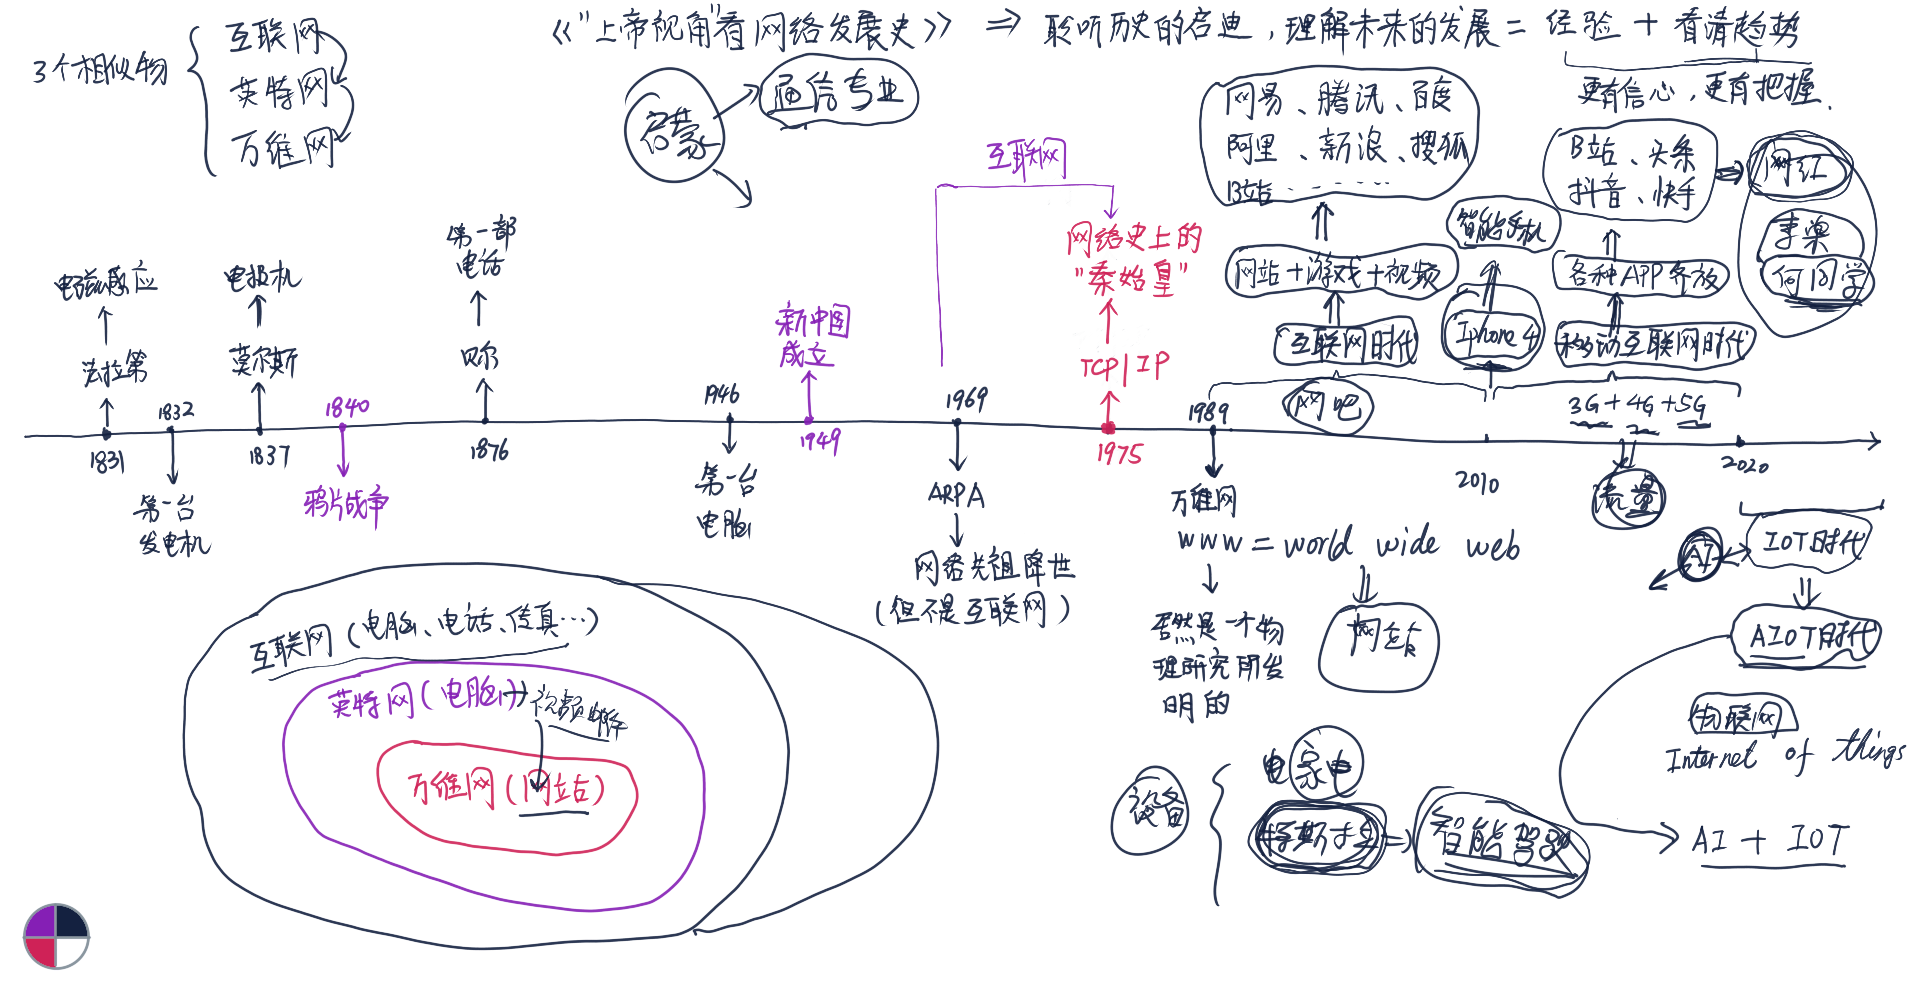 《"上帝视角"看网络发展史》 => 聆听历史的启迪，理解未来的发展 = 经验 + 看清趋势
更有信心，更有把握.
3个相似物
互联网
英特网
万维网
启蒙
通信专业
互联网
网易、腾讯、百度
阿里、新浪、搜狐
B站、……
B站、头条
抖音、快手
网红
李渠
何同学
智能手机
网站+游戏+视频
各种APP齐放
互联网时代
Iphone 4
移动互联网时代
网吧
3G+4G+5G
流量
电磁感应
法拉第
1831
1832
第一台
发电机
电报机
莫尔斯
1837
1840
鸦片战争
第一部
电话
贝尔
1876
1946
第一台
电脑
新中国
成立
1949
1969
ARPA
网络先祖降世
(但不是互联网)
网络史上的
"秦始皇"
TCP/IP
1975
1989
万维网
www = world wide web
居然是一个物
理研究所发
明的
网站
2010
2020
IOT时代
AI
AIOT时代
物联网
Internet of things
AI + IOT
设备
家电
特斯拉
=>
智能驾驶
互联网(电脑、电话、传真…)
英特网(电脑)
视频邮件
万维网(网站)